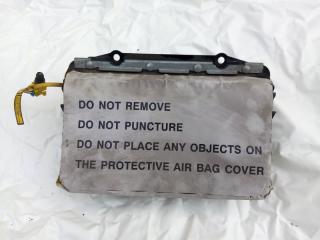 DO NOT REMOVE
DO NOT PUNCTURE
DO NOT PLACE ANY OBJECTS ON
THE PROTECTIVE AIR BAG COVER